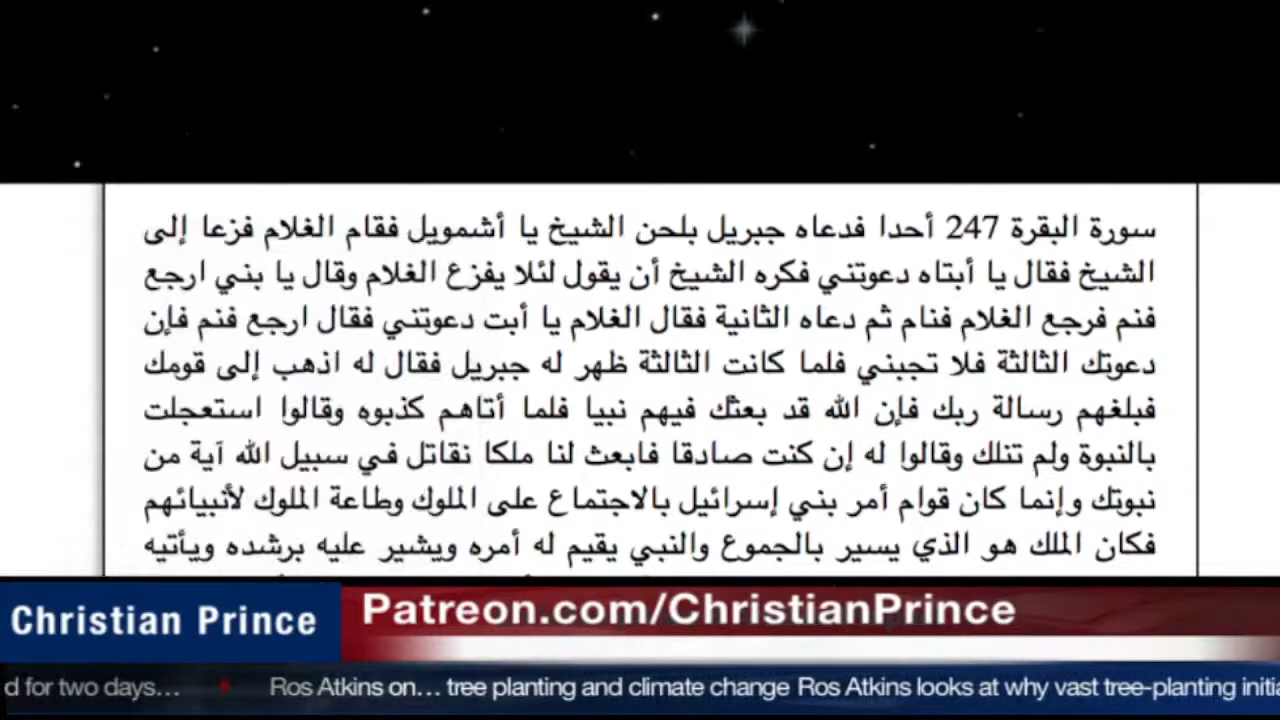 سورة البقرة 247 أحدا فدعاه جبريل بلحن الشيخ يا أشمويل فقام الغلام فزعا إلى
الشيخ فقال يا أبتاه دعوتني فكره الشيخ أن يقول لئلا يفزع الغلام وقال يا بني ارجع
فنم فرجع الغلام فنام ثم دعاه الثانية فقال الغلام يا أبت دعوتني فقال ارجع فنم فإن
دعوتك الثالثة فلا تجبني فلما كانت الثالثة ظهر له جبريل فقال له اذهب إلى قومك
فبلغهم رسالة ربك فإن الله قد بعثك فيهم نبيا فلما أتاهم كذبوه وقالوا استعجلت
بالنبوة ولم تنلك وقالوا له إن كنت صادقا فابعث لنا ملكا نقاتل في سبيل الله آية من
نبوتك وإنما كان قوام أمر بني إسرائيل بالاجتماع على الملوك وطاعة الملوك لأنبيائهم
فكان الملك هو الذي يسير بالجموع والنبي يقيم له أمره ويشير عليه برشده ويأتيه
Christian Prince
Patreon.com/ChristianPrince
d for two days... Ros Atkins on... tree planting and climate change Ros Atkins looks at why vast tree-planting initia